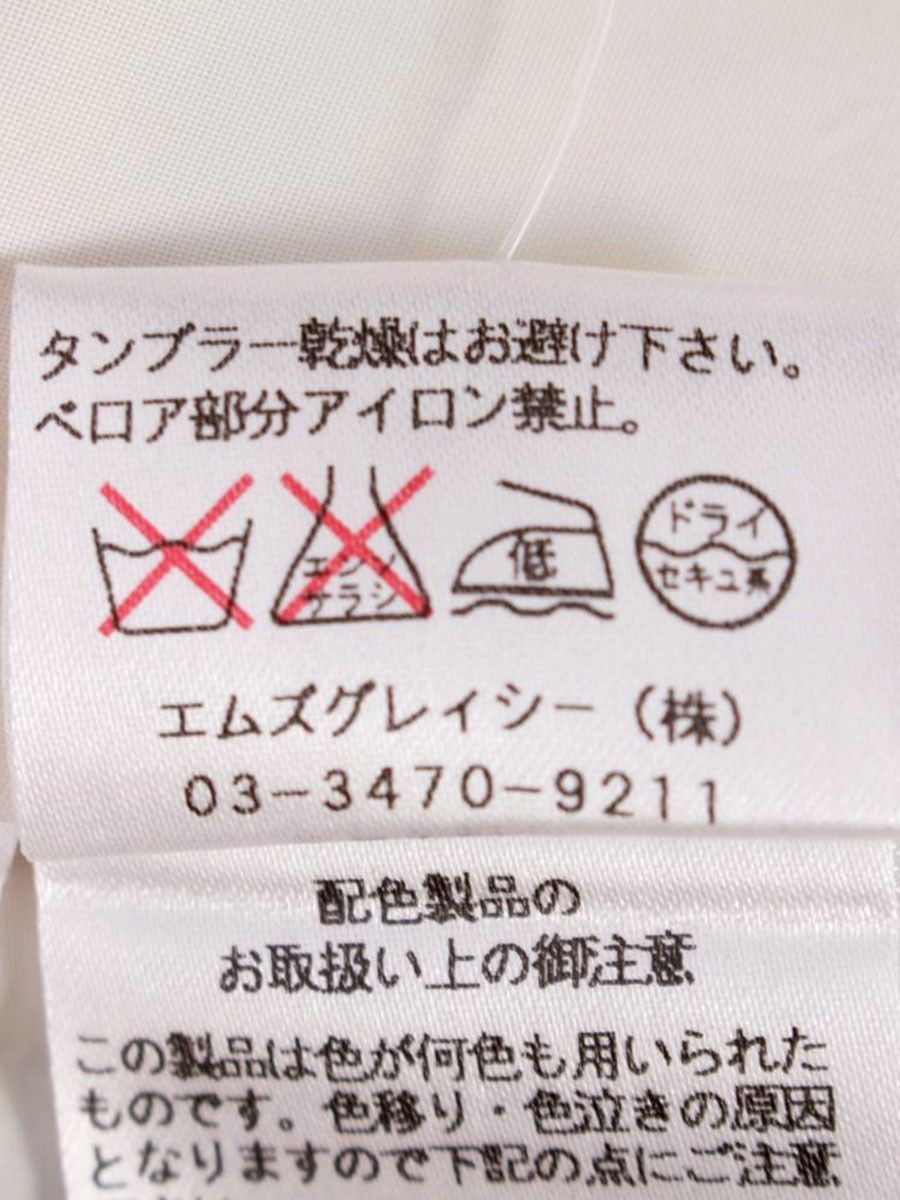 タンブラー乾燥はお避け下さい。
ベロア部分アイロン禁止。
エンソ
サラシ
低
ドライ
セキユ系
エムズグレイシー（株）
03-3470-9211
配色製品の
お取扱い上の御注意
この製品は色が何色も用いられた
ものです。色移り・色泣きの原因
となりますので下記の点にご注意